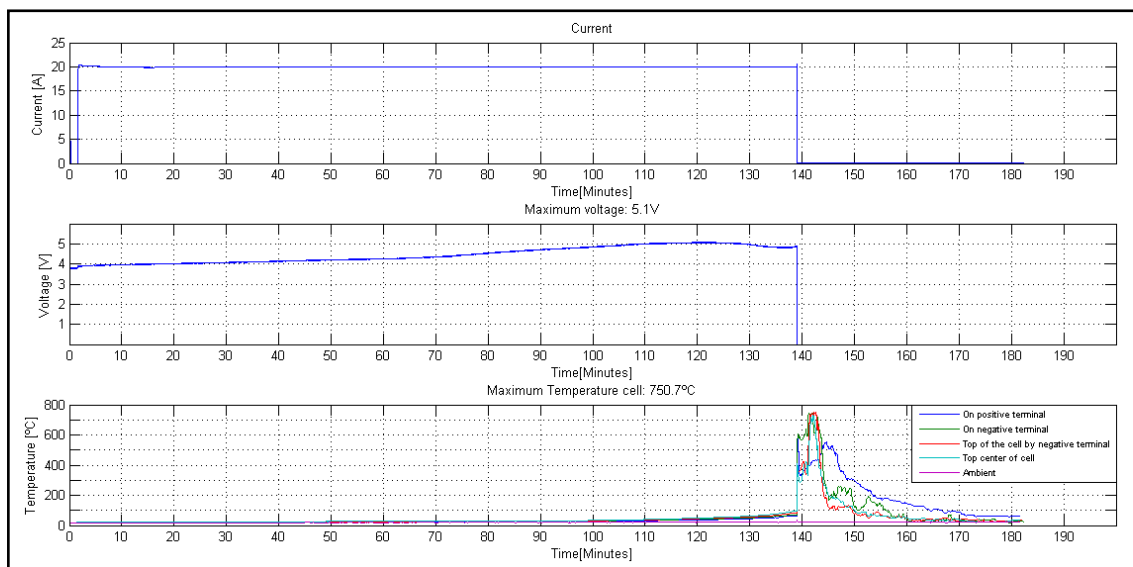 Current
Current [A]
25
20
15
10
5
0
0 10 20 30 40 50 60 70 80 90 100 110 120 130 140 150 160 170 180 190
Time[Minutes]
Maximum voltage: 5.1V
Voltage [V]
5
4
3
2
1
0 10 20 30 40 50 60 70 80 90 100 110 120 130 140 150 160 170 180 190
Time[Minutes]
Maximum Temperature cell: 750.7ºC
Temperature [ºC]
800
600
400
200
0
On positive terminal
On negative terminal
Top of the cell by negative terminal
Top center of cell
Ambient
0 10 20 30 40 50 60 70 80 90 100 110 120 130 140 150 160 170 180 190
Time[Minutes]